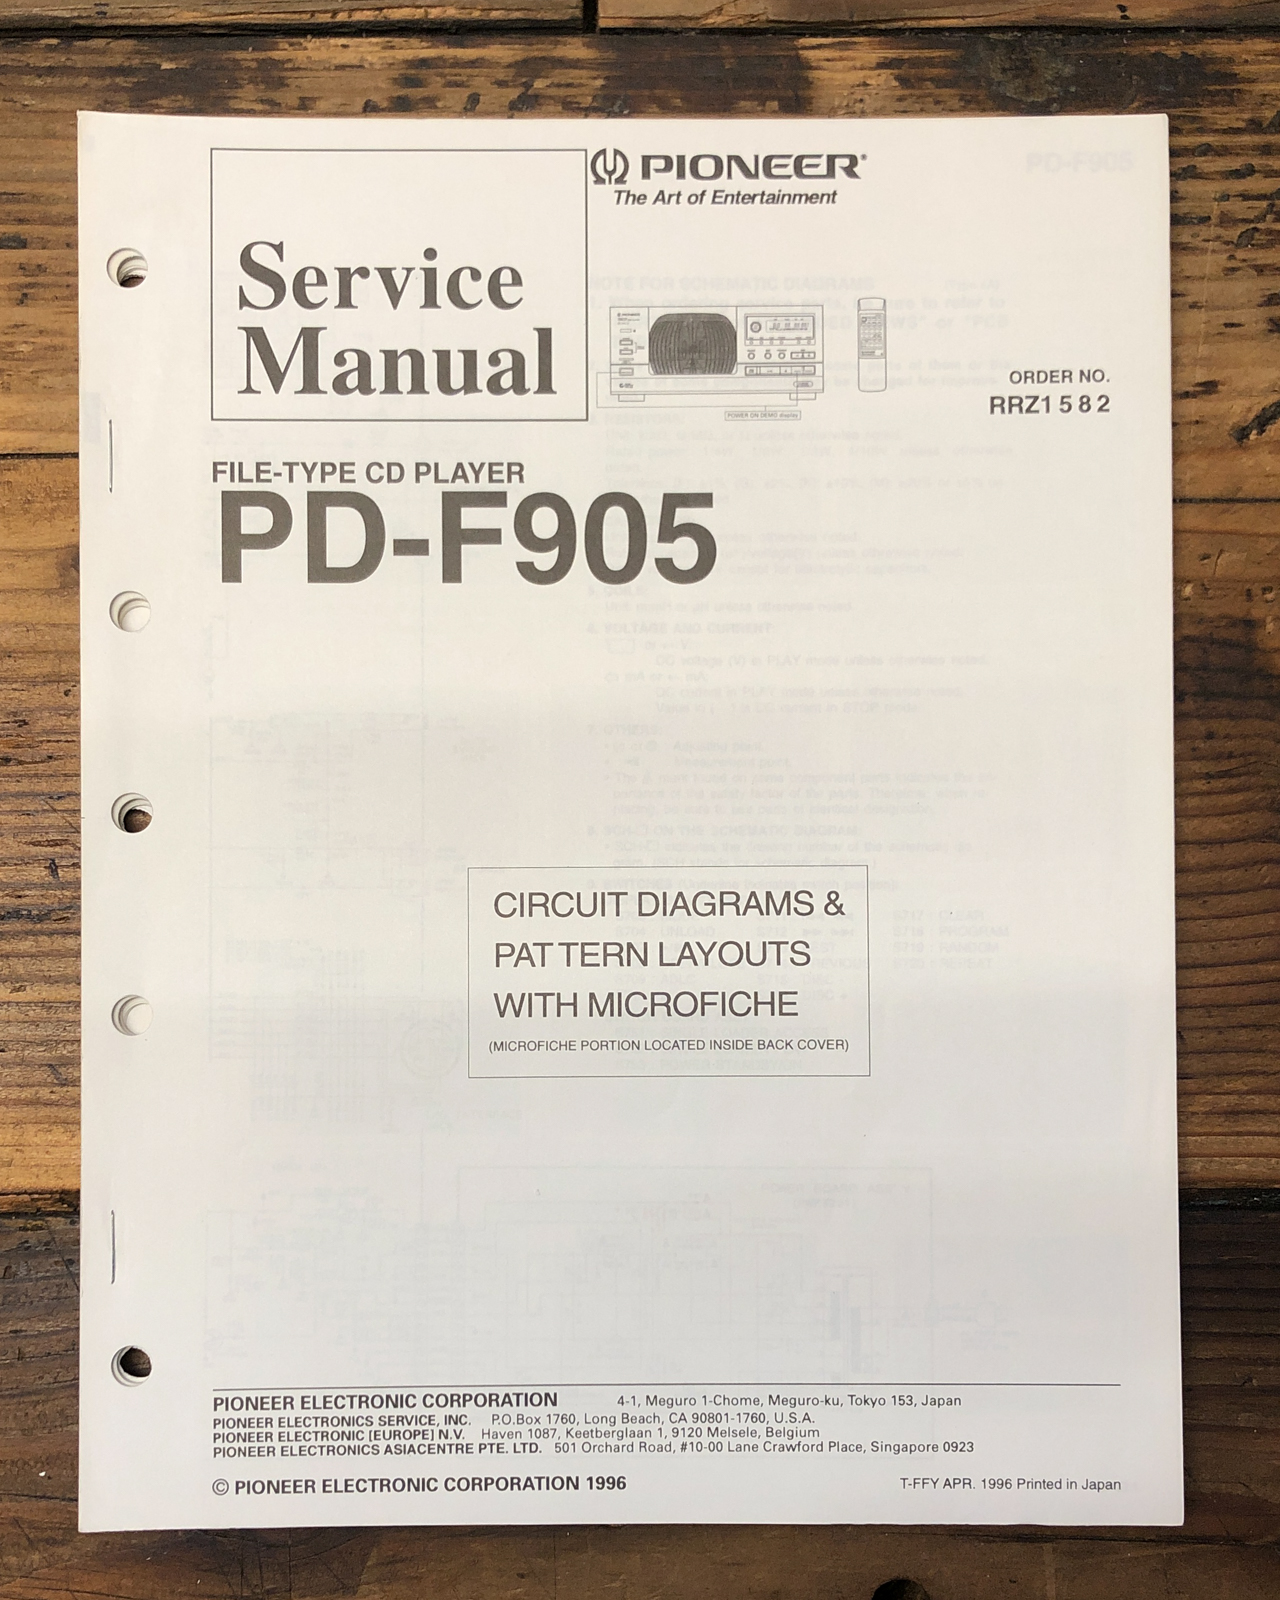 PIONEER®
The Art of Entertainment
Service
Manual
ORDER NO.
RRZ1582
POWER ON DEMO display
FILE-TYPE CD PLAYER
PD-F905
CIRCUIT DIAGRAMS &
PATTERN LAYOUTS
WITH MICROFICHE
(MICROFICHE PORTION LOCATED INSIDE BACK COVER)
PIONEER ELECTRONIC CORPORATION 4-1, Meguro 1-Chome, Meguro-ku, Tokyo 153, Japan
PIONEER ELECTRONICS SERVICE, INC. P.O.Box 1760, Long Beach, CA 90801-1760, U.S.A.
PIONEER ELECTRONIC [EUROPE] N.V. Haven 1087, Keetberglaan 1, 9120 Melsele, Belgium
PIONEER ELECTRONICS ASIACENTRE PTE. LTD. 501 Orchard Road, #10-00 Lane Crawford Place, Singapore 0923
© PIONEER ELECTRONIC CORPORATION 1996
T-FFY APR. 1996 Printed in Japan